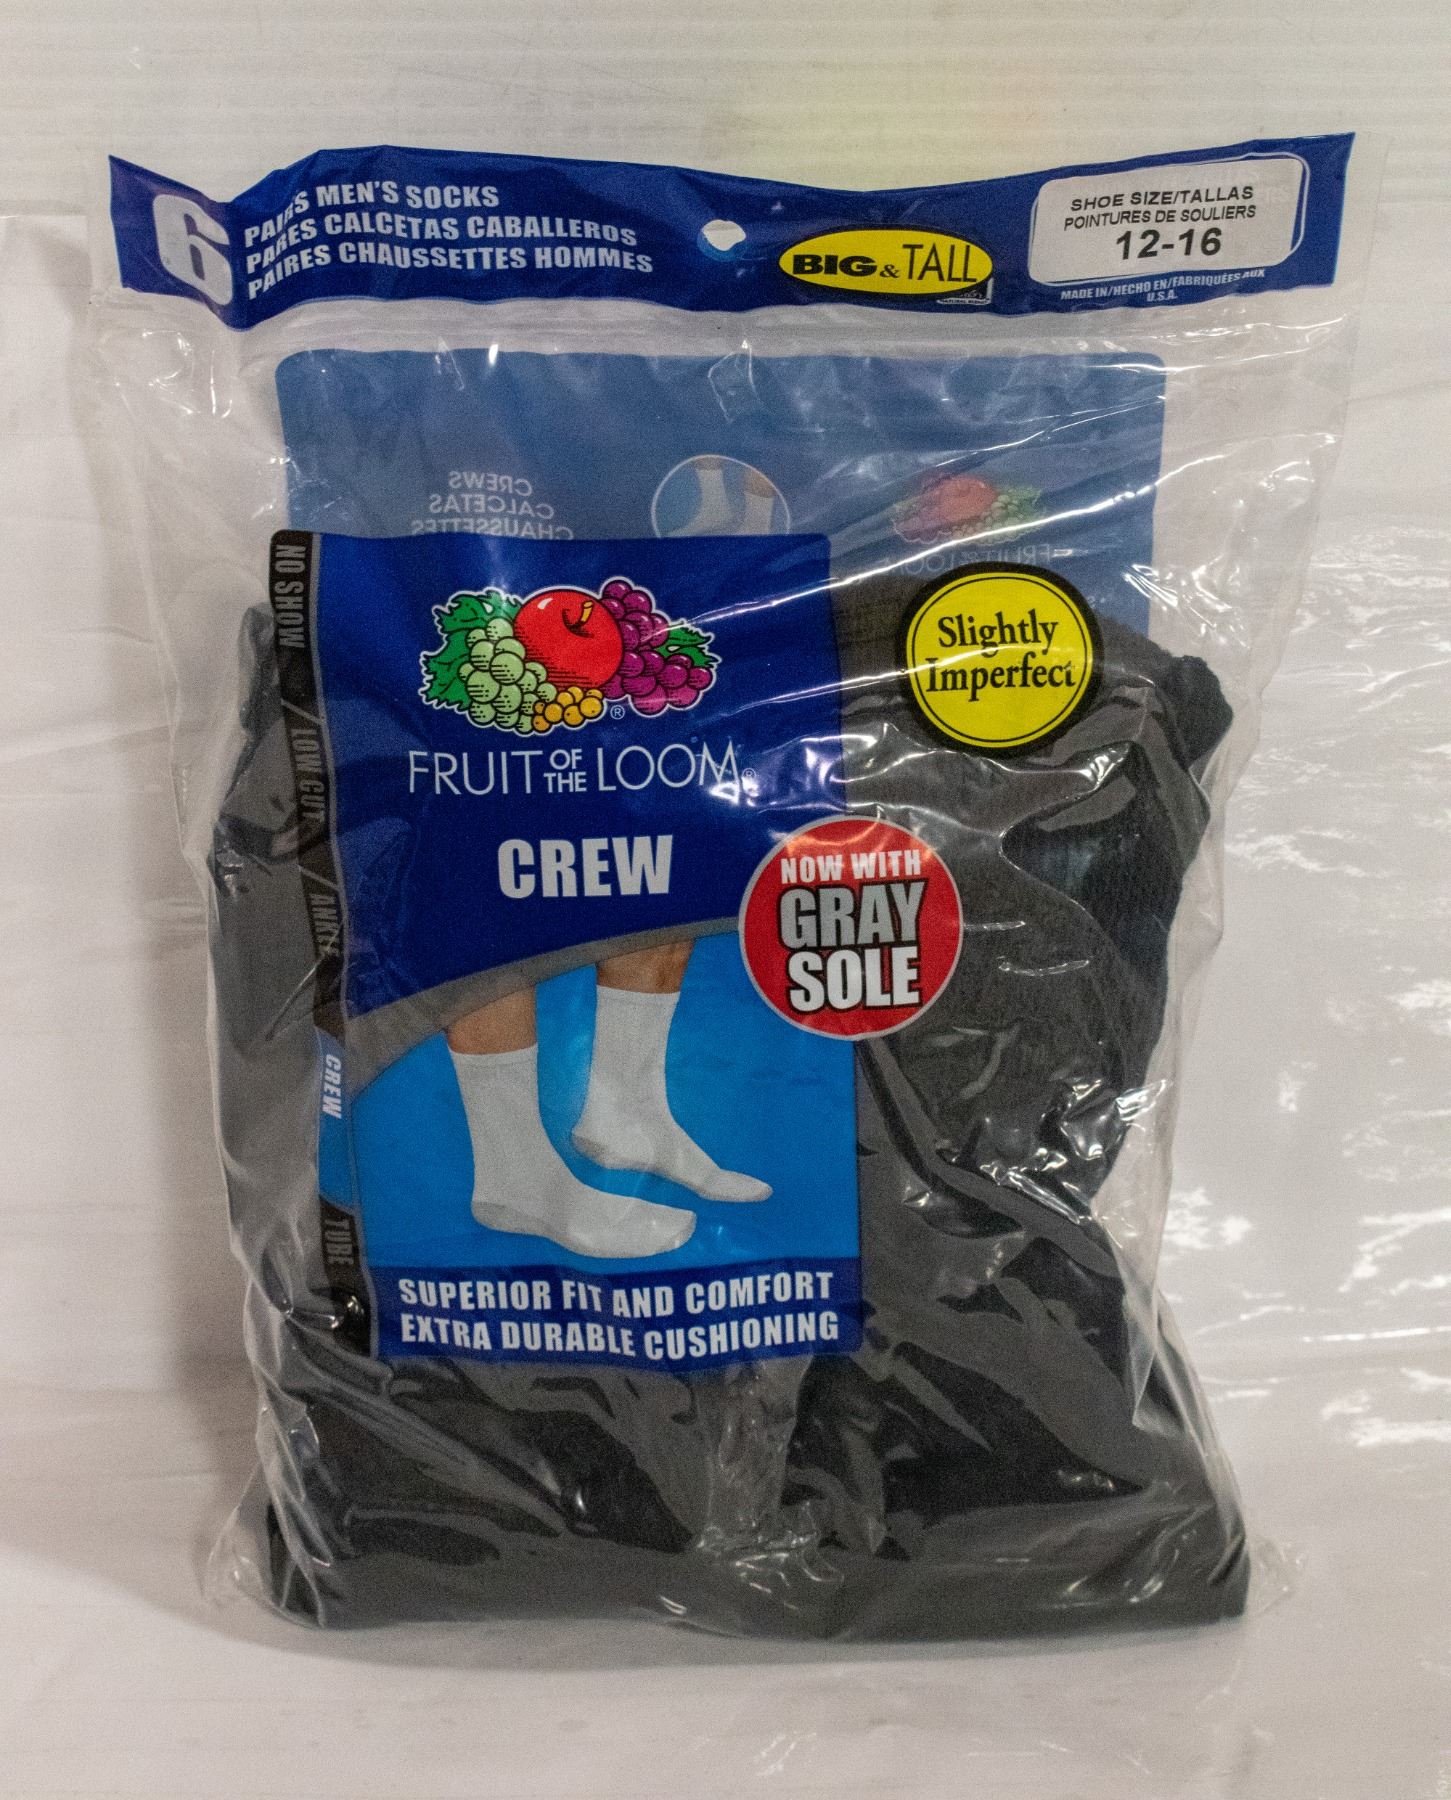 6
PAIRS MEN'S SOCKS
PARES CALCETAS CABALLEROS
PAIRES CHAUSSETTES HOMMES
BIG & TALL
SHOE SIZE/TALLAS
POINTURES DE SOULIERS
12-16
MADE IN/HECHO EN/FABRIQUÉES AUX
U.S.A.
CREWS
CALCETAS
CHAUSSETTES
NO SHOW / LOW CUT / ANKLE
CREW
TUBE
FRUIT OF THE LOOM®
CREW
Slightly
Imperfect
NOW WITH
GRAY
SOLE
SUPERIOR FIT AND COMFORT
EXTRA DURABLE CUSHIONING